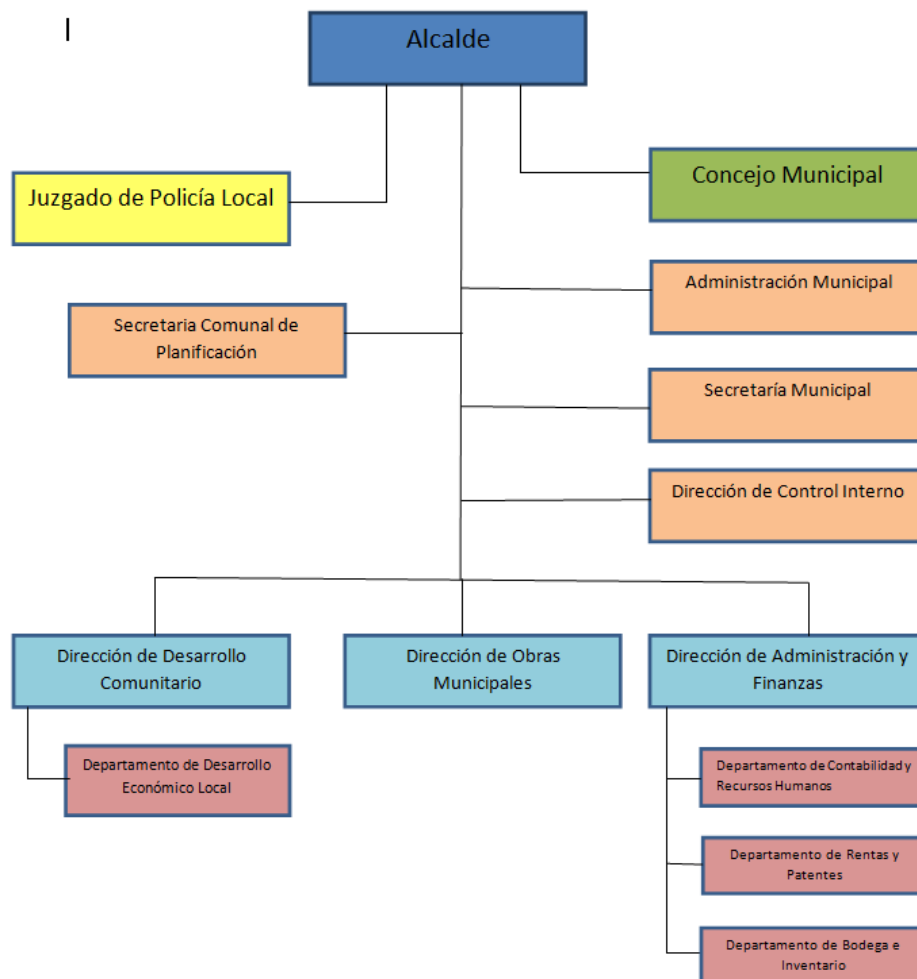 I
Alcalde
Juzgado de Policía Local
Concejo Municipal
Administración Municipal
Secretaria Comunal de
Planificación
Secretaría Municipal
Dirección de Control Interno
Dirección de Desarrollo
Comunitario
Dirección de Obras
Municipales
Dirección de Administración y
Finanzas
Departamento de Desarrollo
Económico Local
Departamento de Contabilidad y
Recursos Humanos
Departamento de Rentas y
Patentes
Departamento de Bodega e
Inventario